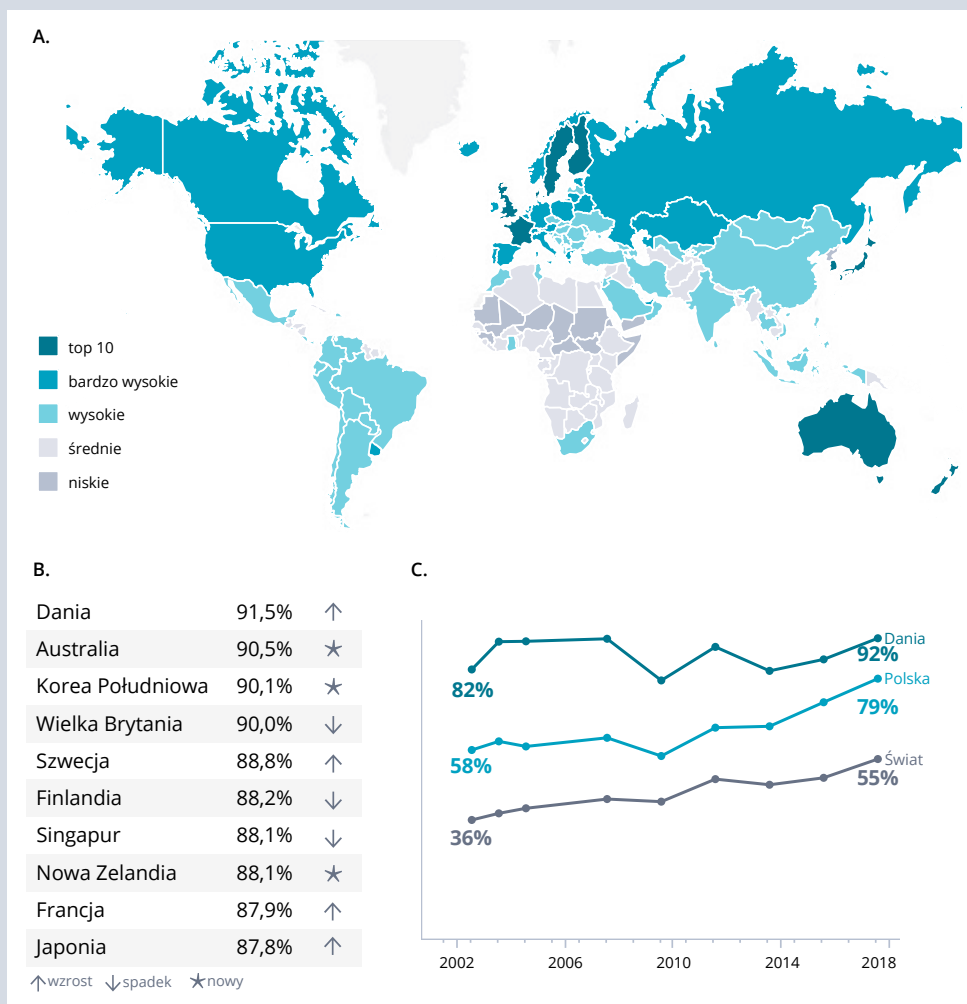 A.
top 10
bardzo wysokie
wysokie
średnie
niskie
B.
Dania 91,5% ↑
Australia 90,5% ★
Korea Południowa 90,1% ★
Wielka Brytania 90,0% ↓
Szwecja 88,8% ↑
Finlandia 88,2% ↓
Singapur 88,1% ↓
Nowa Zelandia 88,1% ★
Francja 87,9% ↑
Japonia 87,8% ↑
↑wzrost ↓spadek ★nowy
C.
Dania
92%
82%
Polska
79%
58%
Świat
55%
36%
2002 2006 2010 2014 2018